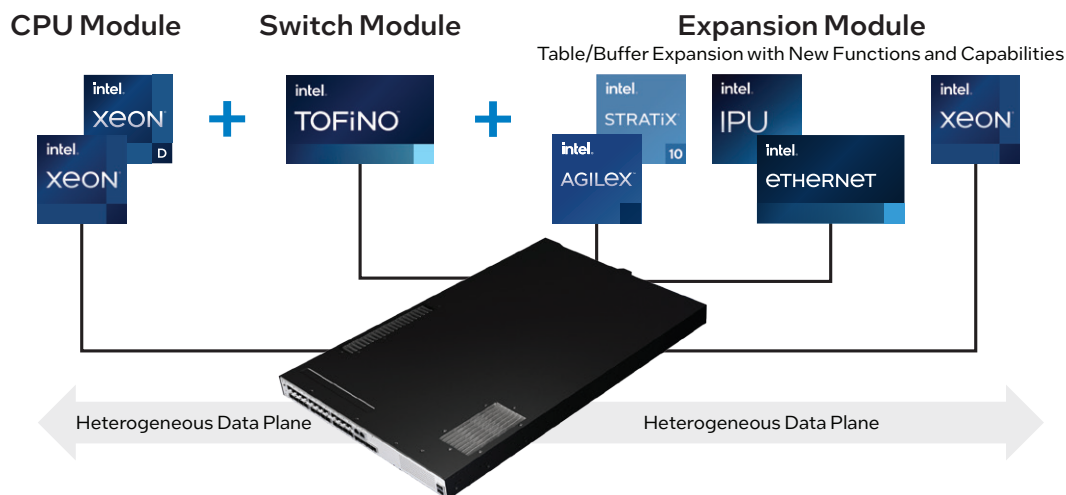 CPU Module
Switch Module
Expansion Module
Table/Buffer Expansion with New Functions and Capabilities
intel.
XEON
D
intel.
XEON
+
intel.
TOFINO
+
intel.
STRATIX
10
intel.
AGILEX
intel.
IPU
intel.
ETHERNET
intel.
XEON
Heterogeneous Data Plane
Heterogeneous Data Plane